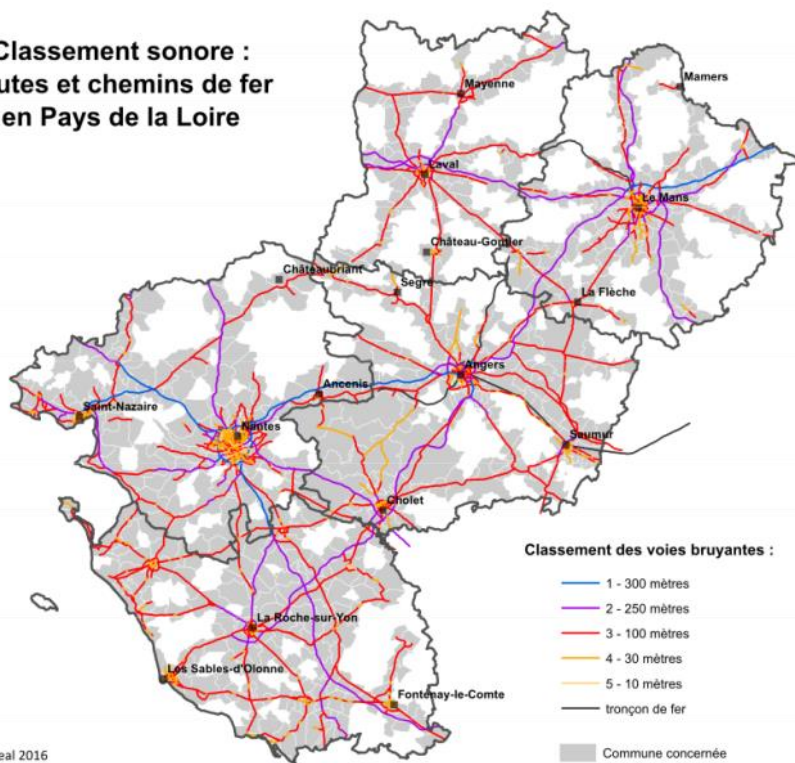 Classement sonore :
utes et chemins de fer
en Pays de la Loire
Mayenne
Mamers
Laval
Le Mans
Château-Gontier
Châteaubriant
Segré
La Flèche
Angers
Ancenis
Saint-Nazaire
Nantes
Saumur
Cholet
Classement des voies bruyantes :
1 - 300 mètres
2 - 250 mètres
3 - 100 mètres
4 - 30 mètres
5 - 10 mètres
tronçon de fer
Commune concernée
La Roche-sur-Yon
Les Sables-d'Olonne
Fontenay-le-Comte
eal 2016